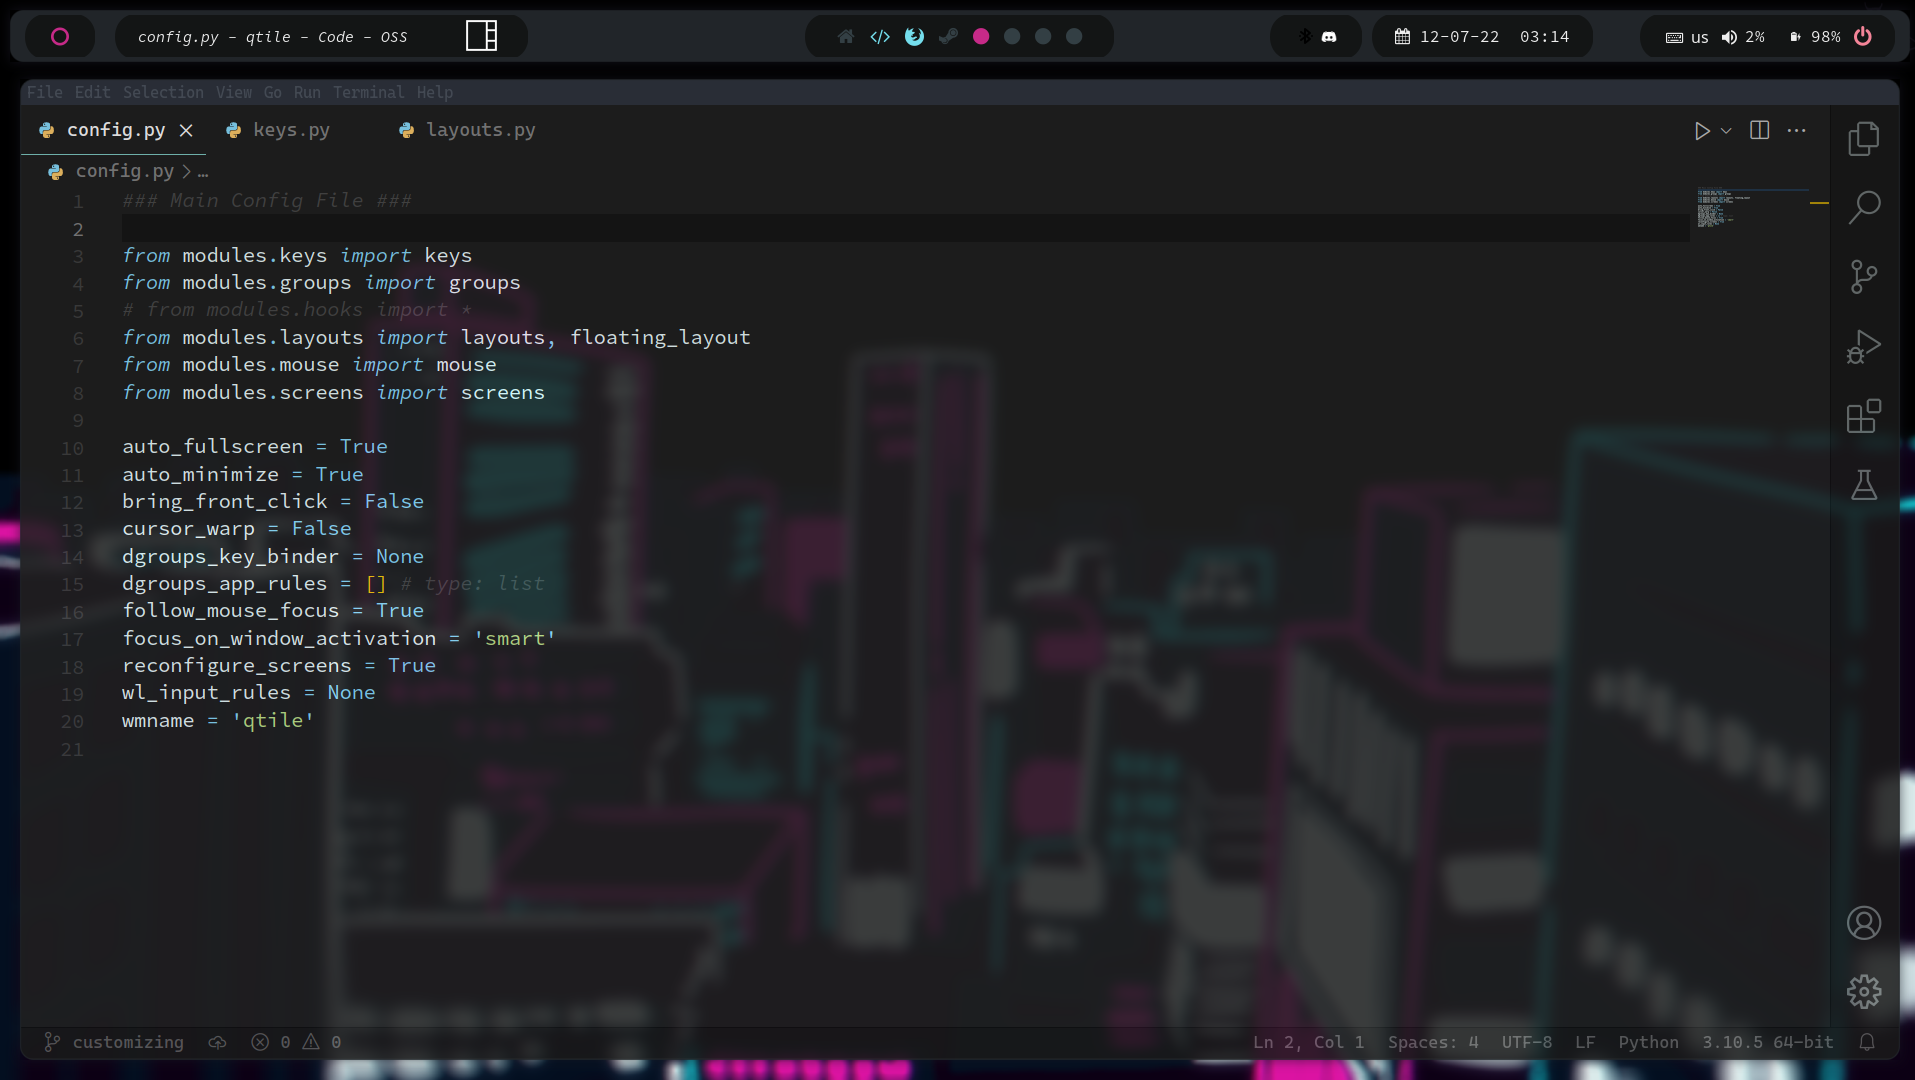 config.py - qtile - Code - OSS
12-07-22 03:14
us 2% 98%
File Edit Selection View Go Run Terminal Help
config.py keys.py layouts.py
config.py > …
1 ### Main Config File ###
2
3 from modules.keys import keys
4 from modules.groups import groups
5 # from modules.hooks import *
6 from modules.layouts import layouts, floating_layout
7 from modules.mouse import mouse
8 from modules.screens import screens
9
10 auto_fullscreen = True
11 auto_minimize = True
12 bring_front_click = False
13 cursor_warp = False
14 dgroups_key_binder = None
15 dgroups_app_rules = [] # type: list
16 follow_mouse_focus = True
17 focus_on_window_activation = 'smart'
18 reconfigure_screens = True
19 wl_input_rules = None
20 wmname = 'qtile'
21
customizing 0 0 Ln 2, Col 1 Spaces: 4 UTF-8 LF Python 3.10.5 64-bit